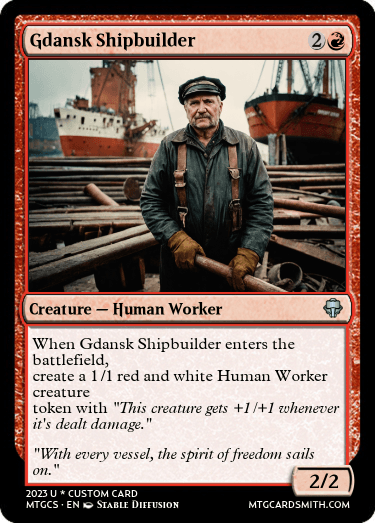 Gdansk Shipbuilder 2
Creature — Human Worker
When Gdansk Shipbuilder enters the
battlefield,
create a 1/1 red and white Human Worker
creature
token with "This creature gets +1/+1 whenever
it's dealt damage."
"With every vessel, the spirit of freedom sails
on."
2/2
2023 U * CUSTOM CARD
MTGCS · EN Stable Diffusion
MTGCARDSMITH.COM